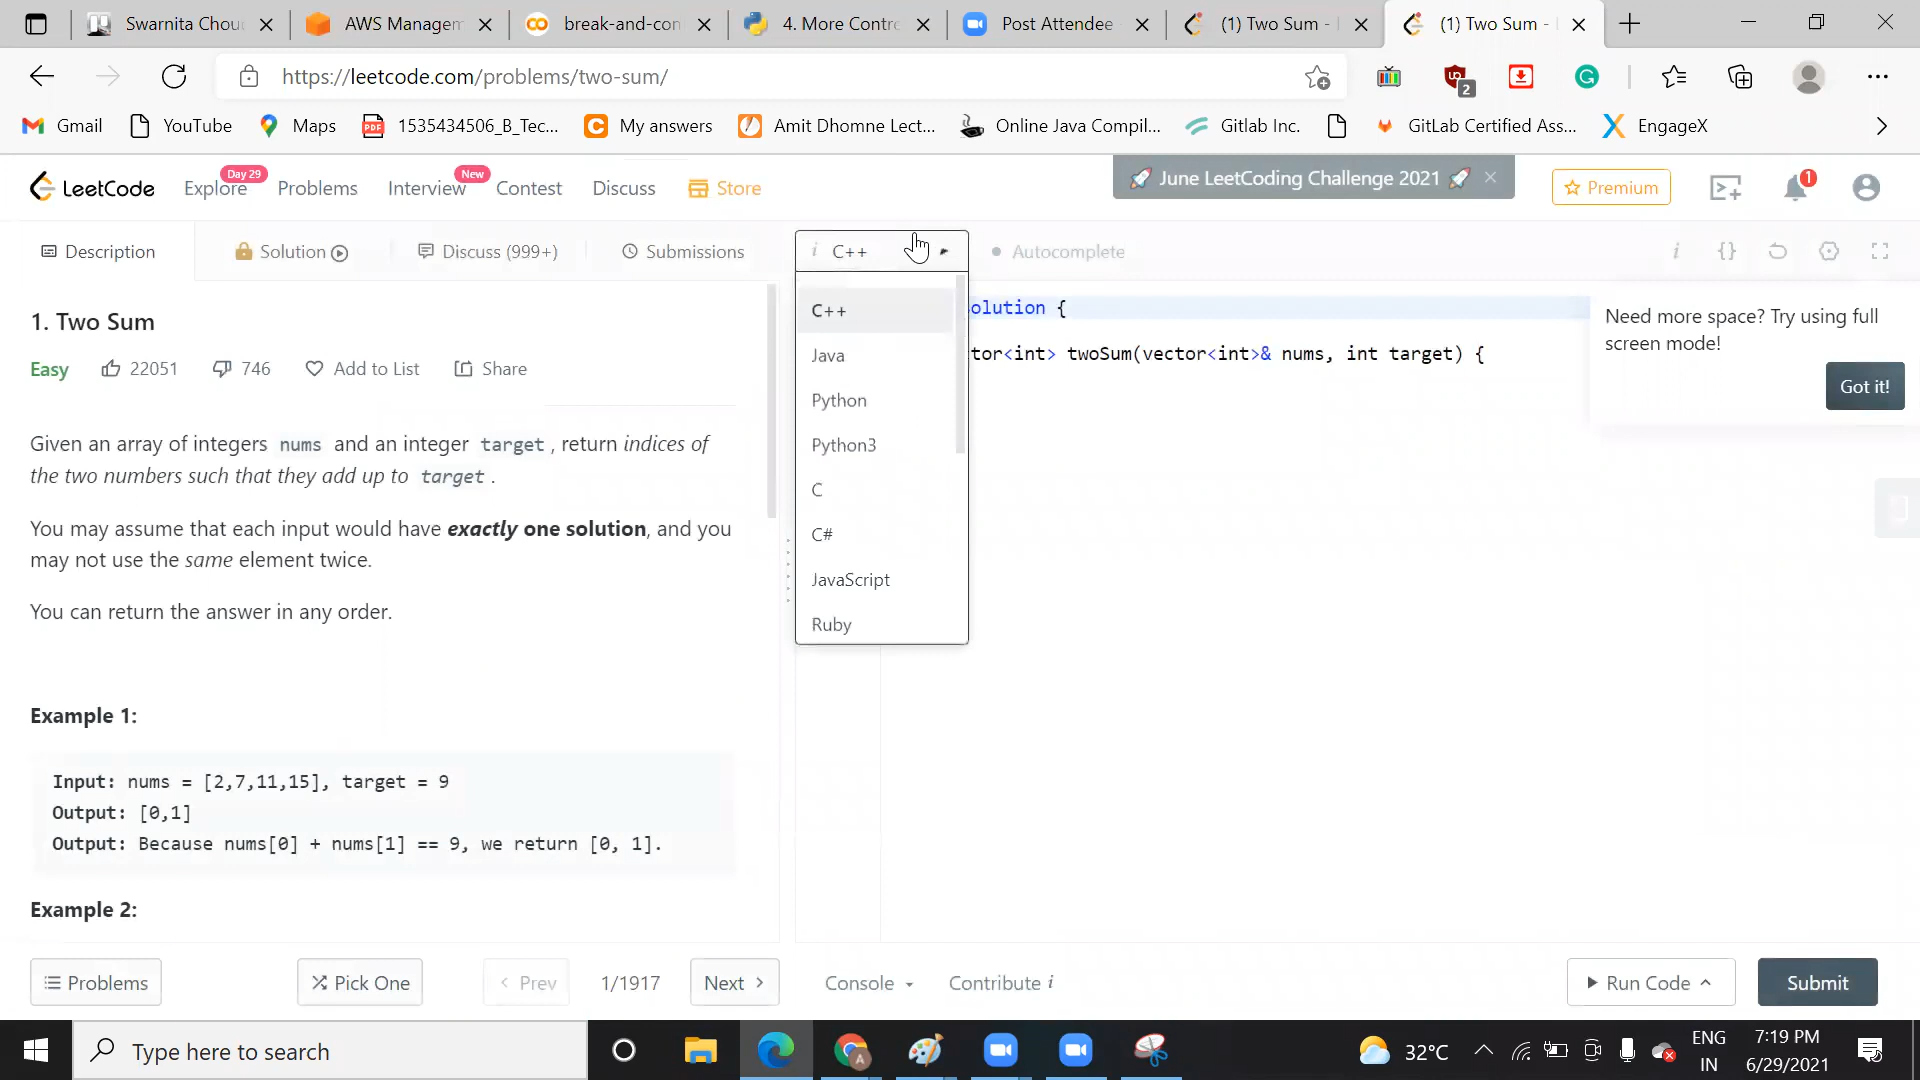 Swarnita Chou
AWS Managem
break-and-con
4. More Contro
Post Attendee
(1) Two Sum -
(1) Two Sum -
https://leetcode.com/problems/two-sum/
2
Gmail
YouTube
Maps
PDF
1535434506_B_Tec...
My answers
Amit Dhomne Lect...
Online Java Compil...
Gitlab Inc.
GitLab Certified Ass...
EngageX
LeetCode
Explore
Day 29
Problems
Interview
New
Contest
Discuss
Store
June LeetCoding Challenge 2021
Premium
1
Description
Solution
Discuss (999+)
Submissions
i C++
Autocomplete
i {}
1. Two Sum
Easy
22051
746
Add to List
Share
Given an array of integers nums and an integer target, return indices of
the two numbers such that they add up to target.
You may assume that each input would have exactly one solution, and you
may not use the same element twice.
You can return the answer in any order.
Example 1:
Input: nums = [2,7,11,15], target = 9
Output: [0,1]
Output: Because nums[0] + nums[1] == 9, we return [0, 1].
Example 2:
C++
Java
Python
Python3
C
C#
JavaScript
Ruby
olution {
tor<int> twoSum(vector<int>& nums, int target) {
Need more space? Try using full
screen mode!
Got it!
Problems
Pick One
Prev
1/1917
Next
Console
Contribute i
Run Code
Submit
Type here to search
A
32°C
ENG
IN
7:19 PM
6/29/2021